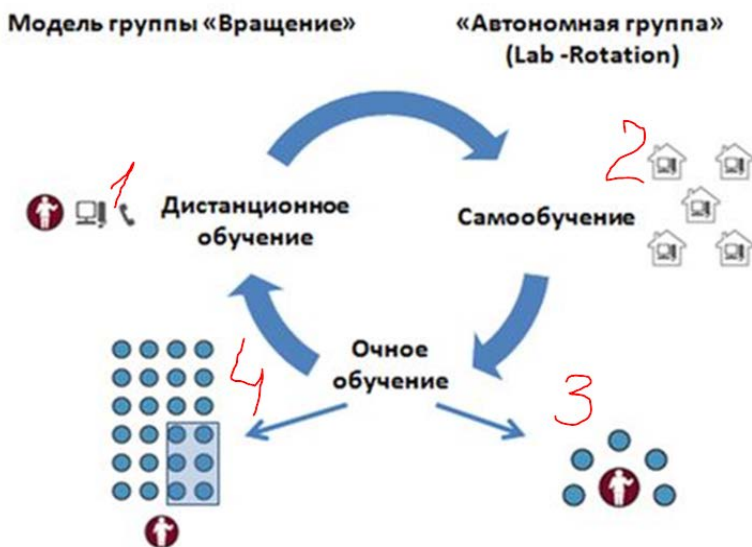 Модель группы «Вращение»
«Автономная группа»
(Lab -Rotation)
1
2
Дистанционное
обучение
Самообучение
Очное
обучение
4
3